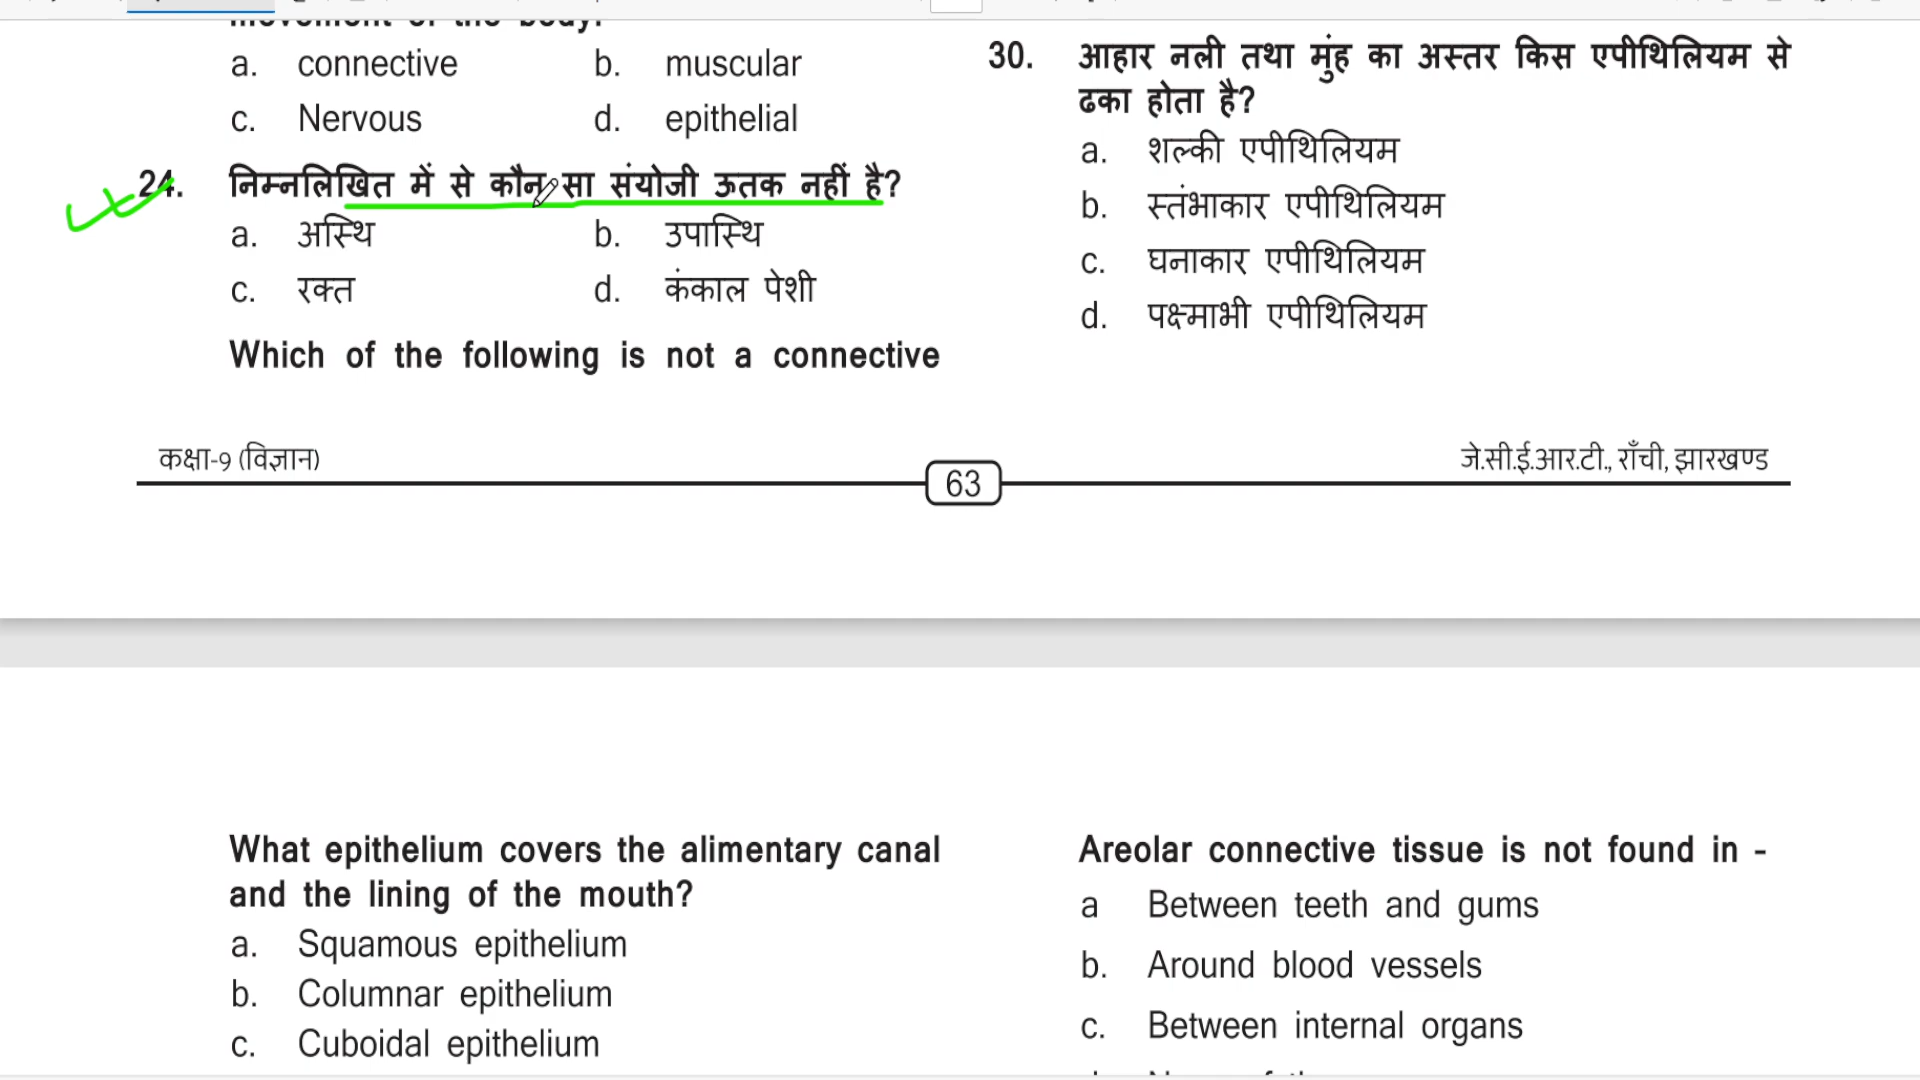 movement of the body.
a. connective b. muscular
c. Nervous d. epithelial
24. निम्नलिखित में से कौन सा संयोजी ऊतक नहीं है?
a. अस्थि b. उपास्थि
c. रक्त d. कंकाल पेशी
Which of the following is not a connective
30. आहार नली तथा मुंह का अस्तर किस एपीथिलियम से
ढका होता है?
a. शल्की एपीथिलियम
b. स्तंभाकार एपीथिलियम
c. घनाकार एपीथिलियम
d. पक्ष्माभी एपीथिलियम
कक्षा-9 (विज्ञान)
63
जे.सी.ई.आर.टी., राँची, झारखण्ड
What epithelium covers the alimentary canal
and the lining of the mouth?
a. Squamous epithelium
b. Columnar epithelium
c. Cuboidal epithelium
Areolar connective tissue is not found in -
a Between teeth and gums
b. Around blood vessels
c. Between internal organs